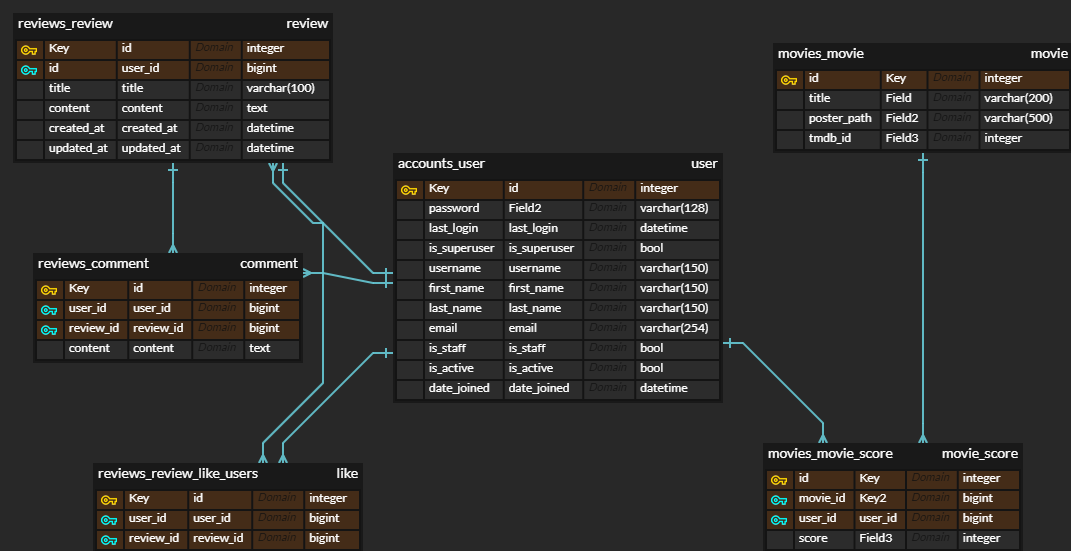 reviews_review review
Key id Domain integer
id user_id Domain bigint
title title Domain varchar(100)
content content Domain text
created_at created_at Domain datetime
updated_at updated_at Domain datetime
movies_movie movie
id Key Domain integer
title Field Domain varchar(200)
poster_path Field2 Domain varchar(500)
tmdb_id Field3 Domain integer
accounts_user user
Key id Domain integer
password Field2 Domain varchar(128)
last_login last_login Domain datetime
is_superuser is_superuser Domain bool
username username Domain varchar(150)
first_name first_name Domain varchar(150)
last_name last_name Domain varchar(150)
email email Domain varchar(254)
is_staff is_staff Domain bool
is_active is_active Domain bool
date_joined date_joined Domain datetime
reviews_comment comment
Key id Domain integer
user_id user_id Domain bigint
review_id review_id Domain bigint
content content Domain text
reviews_review_like_users like
Key id Domain integer
user_id user_id Domain bigint
review_id review_id Domain bigint
movies_movie_score movie_score
id Key Domain integer
movie_id Key2 Domain bigint
user_id user_id Domain bigint
score Field3 Domain integer